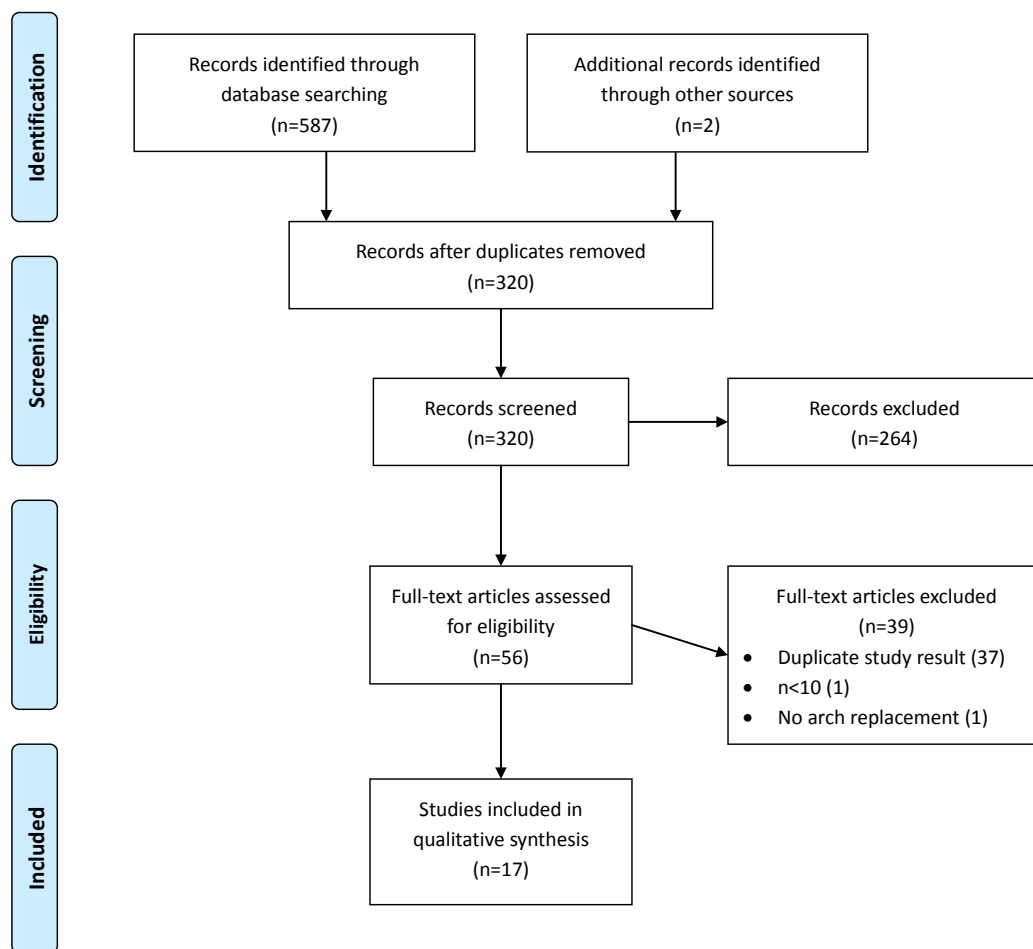 Identification
Records identified through
database searching
(n=587)
Additional records identified
through other sources
(n=2)
Records after duplicates removed
(n=320)
Screening
Records screened
(n=320)
Records excluded
(n=264)
Eligibility
Full-text articles assessed
for eligibility
(n=56)
Full-text articles excluded
(n=39)
• Duplicate study result (37)
• n<10 (1)
• No arch replacement (1)
Included
Studies included in
qualitative synthesis
(n=17)